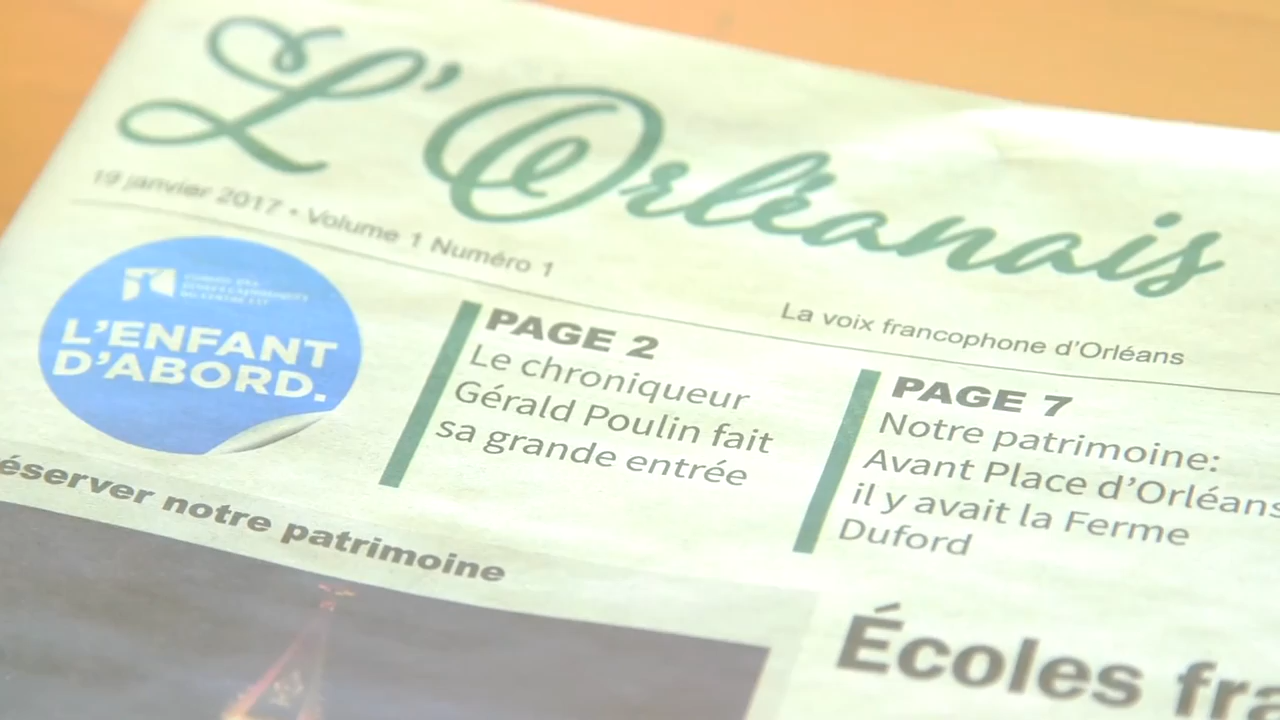 L'Orléanais
19 janvier 2017 • Volume 1 Numéro 1
La voix francophone d'Orléans
L'ENFANT
D'ABORD.
PAGE 2
Le chroniqueur
Gérald Poulin fait
sa grande entrée
PAGE 7
Notre patrimoine:
Avant Place d'Orléans
il y avait la Ferme
Duford
éserver notre patrimoine
Écoles fra